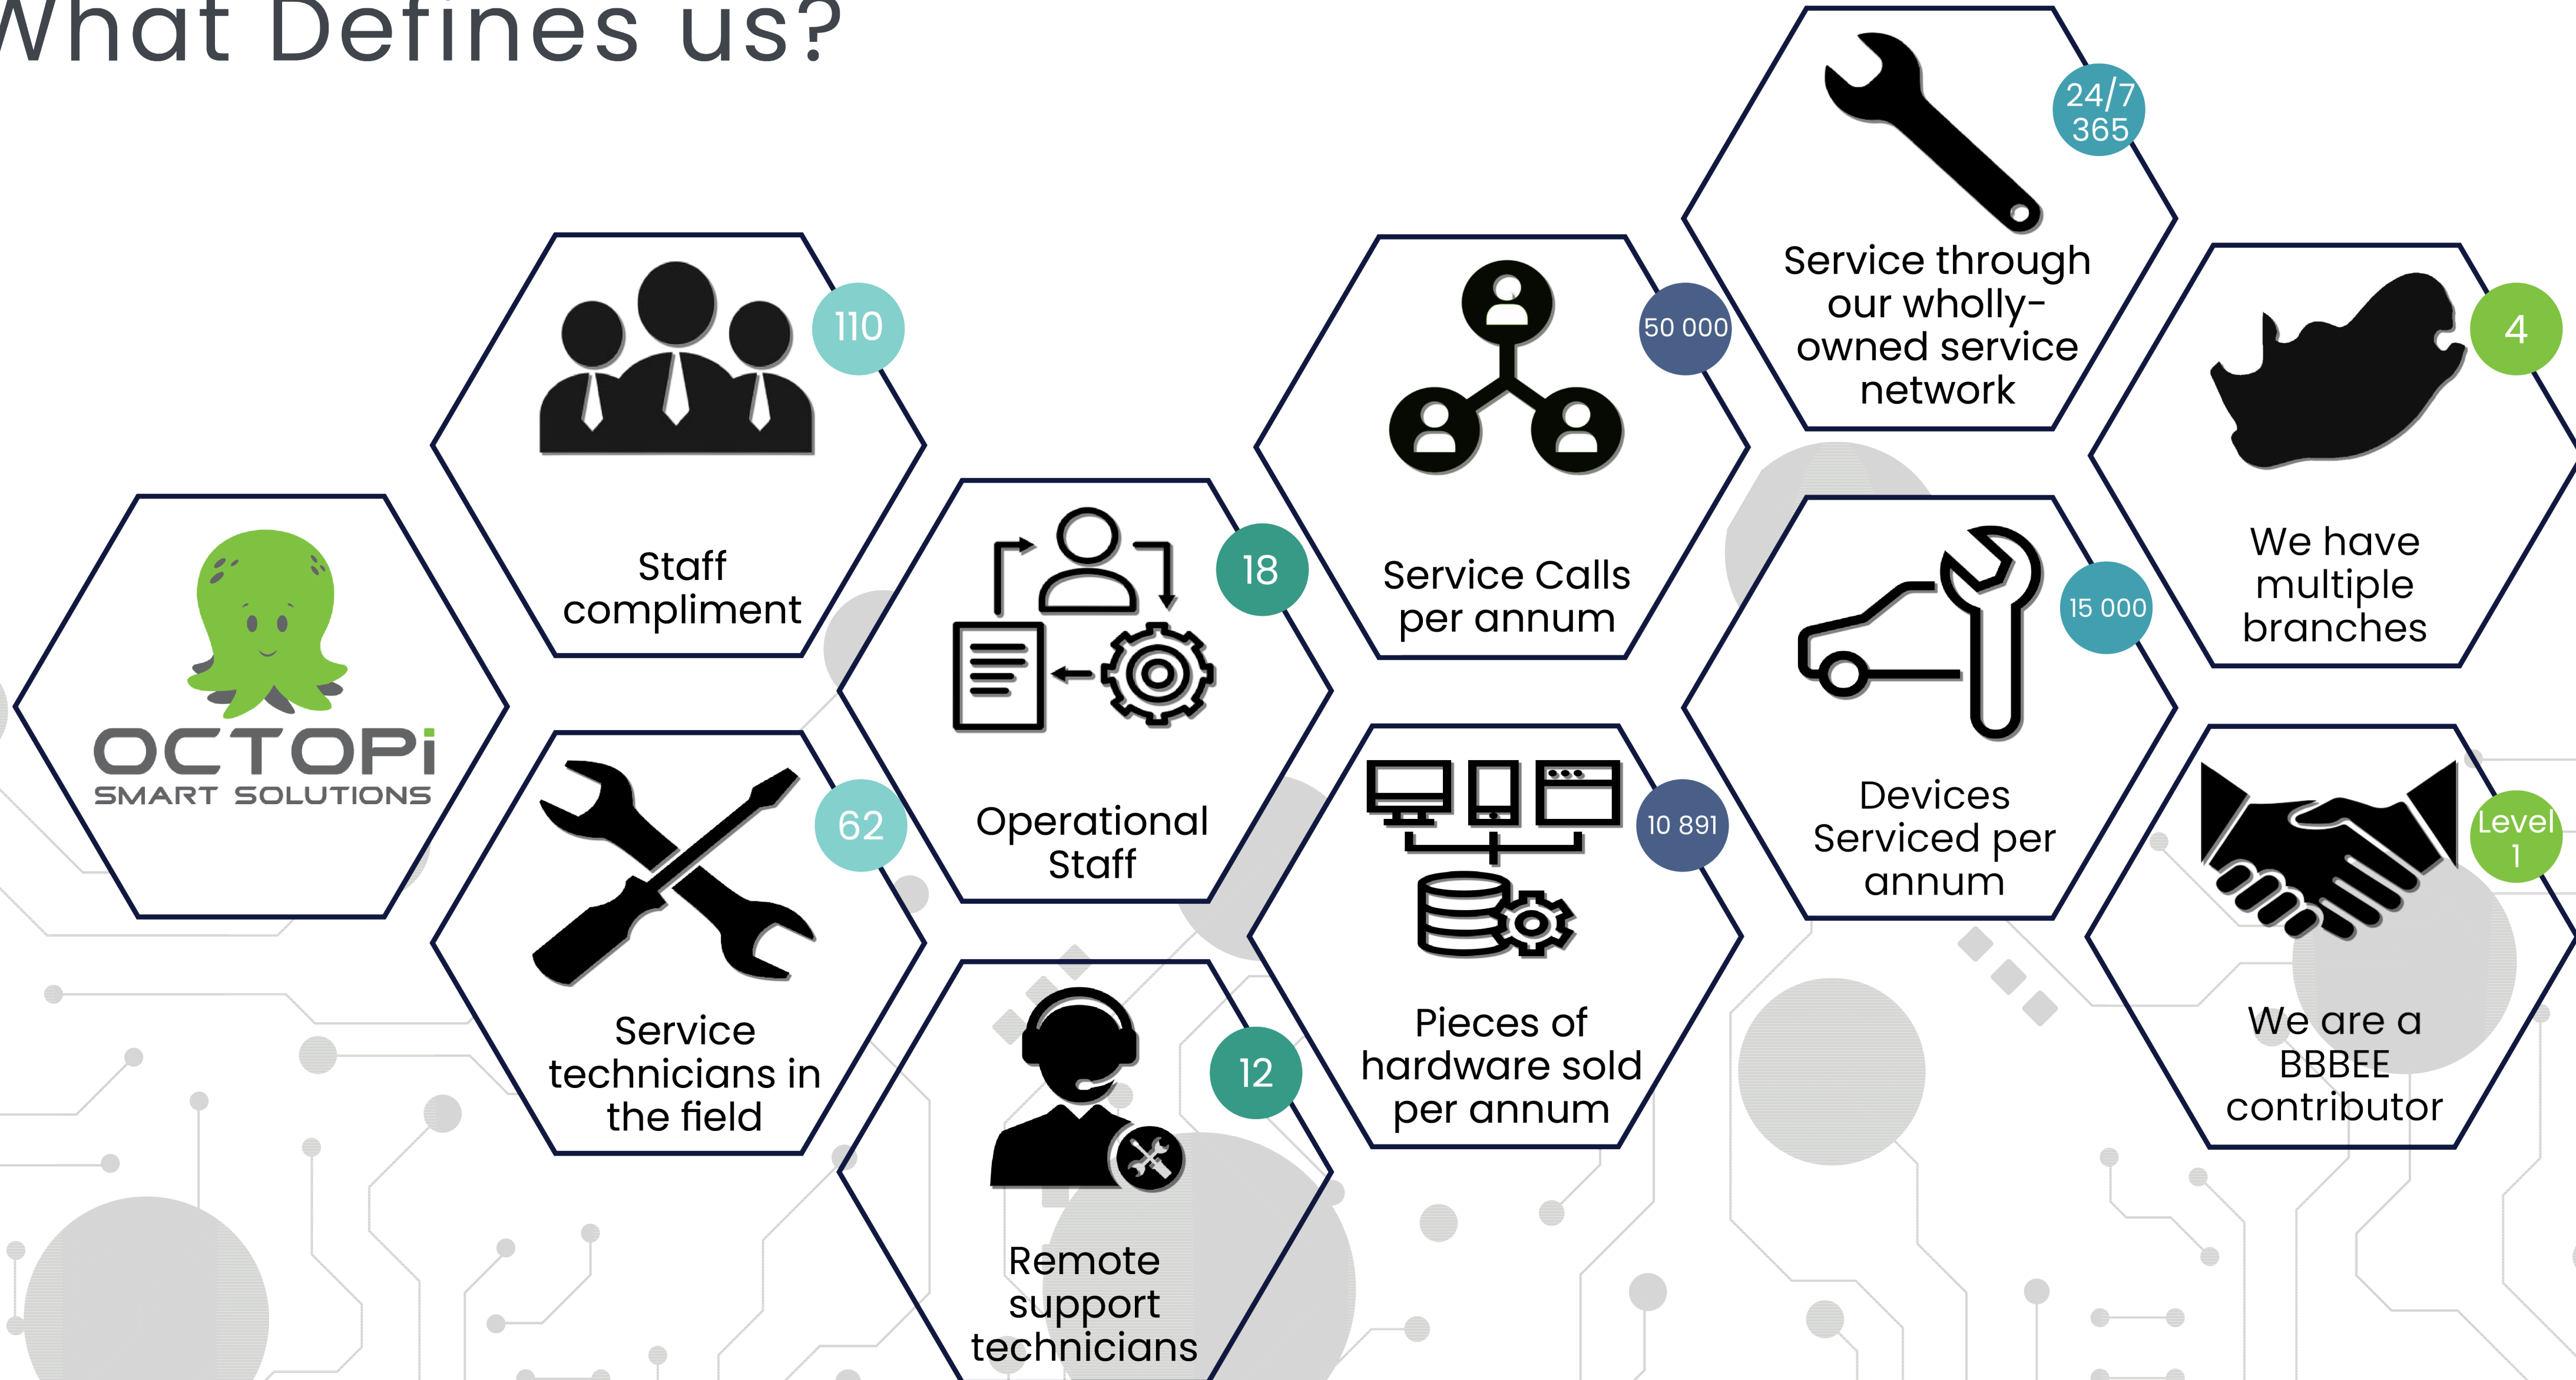 What Defines us?
OCTOPi
SMART SOLUTIONS
110
Staff
compliment
62
Service
technicians in
the field
18
Operational
Staff
12
Remote
support
technicians
50 000
Service Calls
per annum
10 891
Pieces of
hardware sold
per annum
24/7
365
Service through
our wholly-
owned service
network
15 000
Devices
Serviced per
annum
4
We have
multiple
branches
Level
1
We are a
BBBEE
contributor